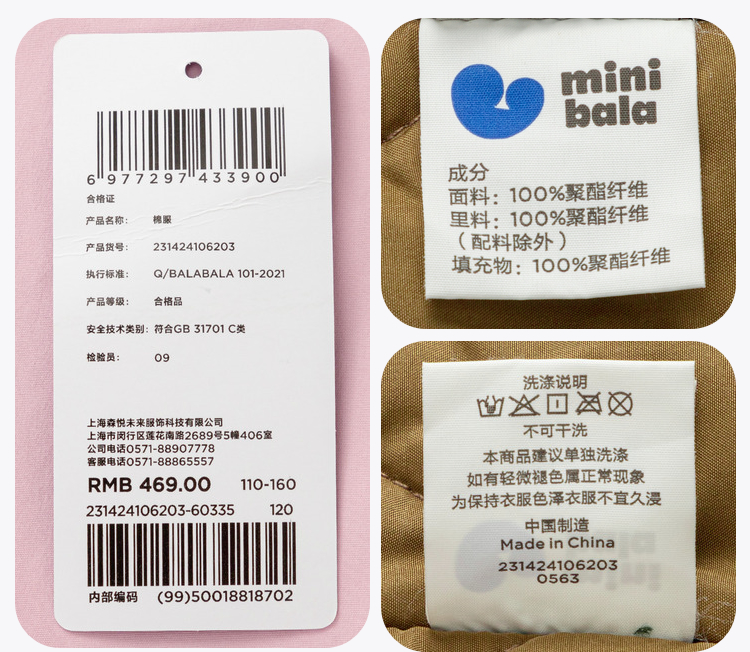 6 977297 433900
合格证
产品名称： 棉服
产品货号： 231424106203
执行标准： Q/BALABALA 101-2021
产品等级： 合格品
安全技术类别：符合GB 31701 C类
检验员： 09
上海森悦未来服饰科技有限公司
上海市闵行区莲花南路2689号5幢406室
公司电话0571-88907778
客服电话0571-88865557
RMB 469.00 110-160
231424106203-60335 120
内部编码 (99)50018818702
mini
bala
成分
面料：100%聚酯纤维
里料：100%聚酯纤维
（配料除外）
填充物：100%聚酯纤维
洗涤说明
不可干洗
本商品建议单独洗涤
如有轻微褪色属正常现象
为保持衣服色泽衣服不宜久浸
中国制造
Made in China
231424106203
0563